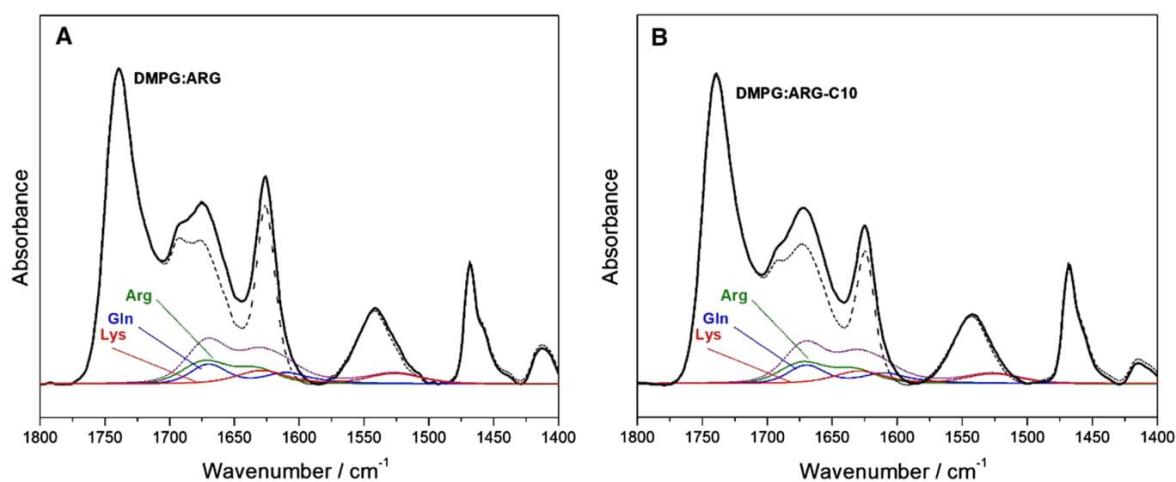 A
DMPG:ARG
Arg
Gln
Lys
Absorbance
1800 1750 1700 1650 1600 1550 1500 1450 1400
Wavenumber / cm-1
B
DMPG:ARG-C10
Arg
Gln
Lys
Absorbance
1800 1750 1700 1650 1600 1550 1500 1450 1400
Wavenumber / cm-1